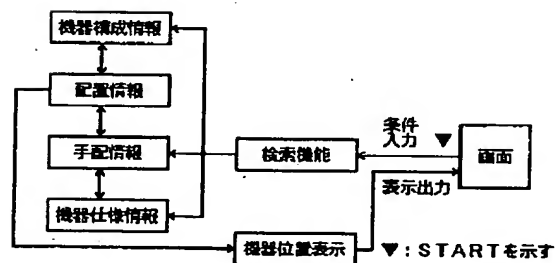 機器構成情報
配置情報
手配情報
機器仕様情報
検索機能
条件
入力 ▼
画面
表示出力
機器位置表示
▼:STARTを示す